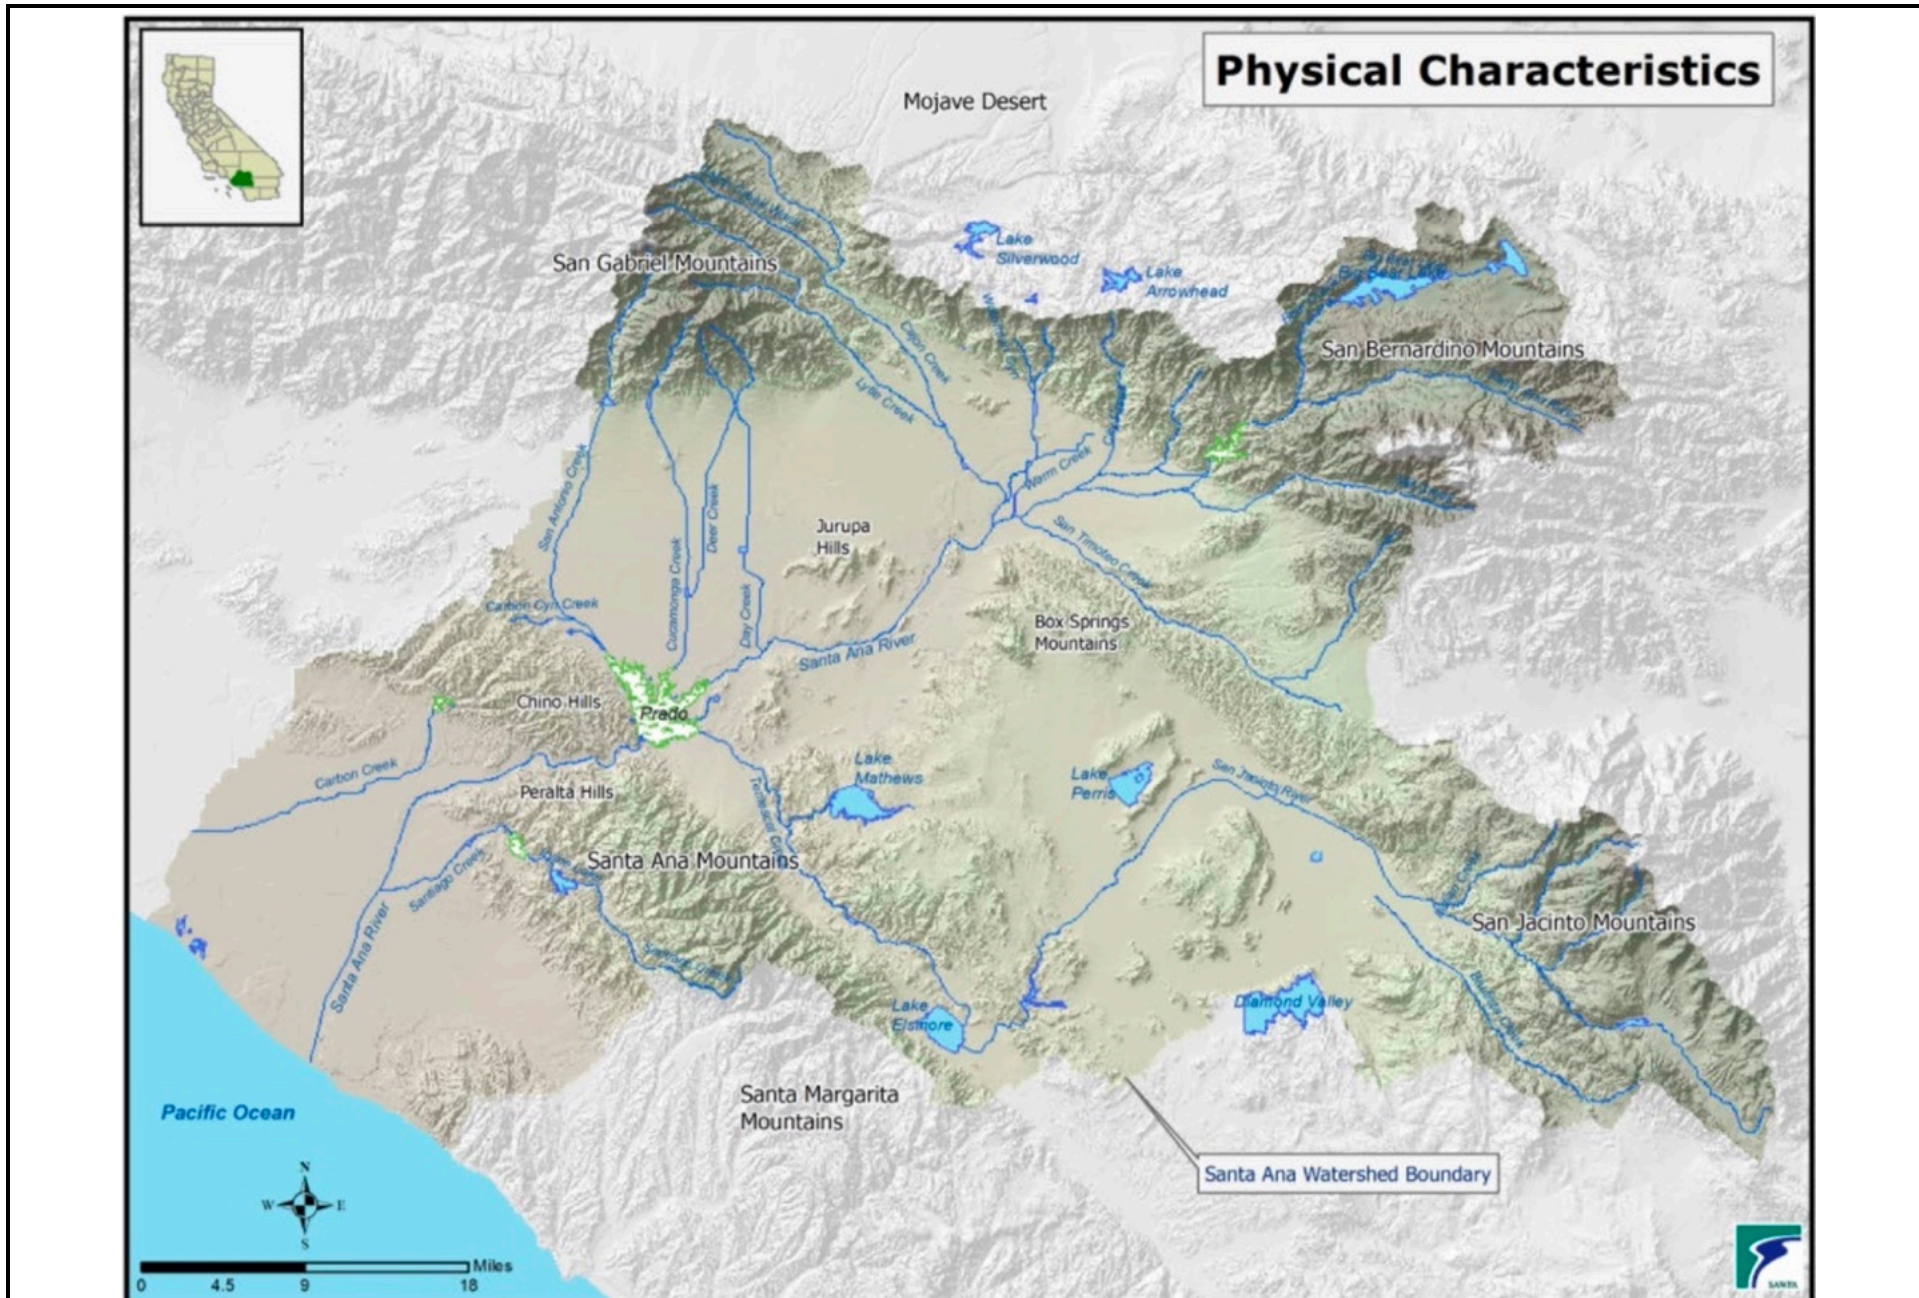 Physical Characteristics
Mojave Desert
Lake
Silverwood
Lake
Arrowhead
San Gabriel Mountains
Big Bear Lake
San Bernardino Mountains
Cajon Creek
Lytle Creek
Warm Creek
San Antonio Creek
Deer Creek
Jurupa
Hills
San Timoteo Creek
Cucamonga Creek
Day Creek
Carbon Cyn Creek
Box Springs
Mountains
Santa Ana River
Chino Hills
Prado
Carbon Creek
Peralta Hills
Lake
Mathews
Lake
Perris
San Jacinto River
Temescal
Santa Ana Mountains
Santiago Creek
San Jacinto Mountains
Santa Ana River
Lake
Elsinore
Diamond Valley
Santa Margarita
Mountains
Pacific Ocean
Santa Ana Watershed Boundary
N
W E
S
Miles
0 4.5 9 18
SANTA